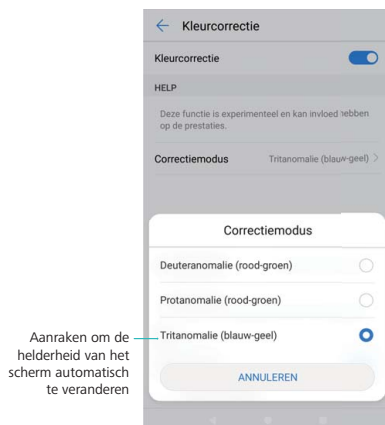 Kleurcorrectie
Kleurcorrectie
HELP
Deze functie is experimenteel en kan invloed hebben
op de prestaties.
Correctiemodus Tritanomalie (blauw-geel)
Correctiemodus
Deuteranomalie (rood-groen)
Protanomalie (rood-groen)
Tritanomalie (blauw-geel)
ANNULEREN
Aanraken om de
helderheid van het
scherm automatisch
te veranderen